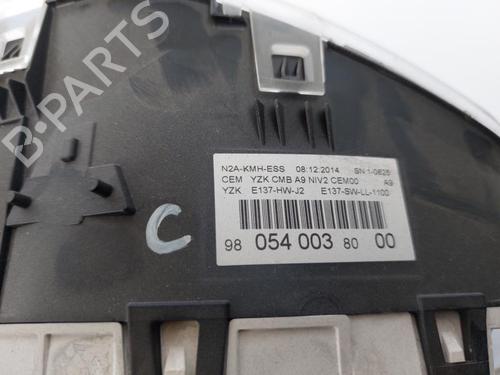 N2A-KMH-ESS 08:12:2014 SN:1-0825
CEM YZK CMB A9 NIV2 CEM00 A9
YZK E137-HW-J2 E137-SW-LL-1100
98 054 003 80 00
C
B-PARTS